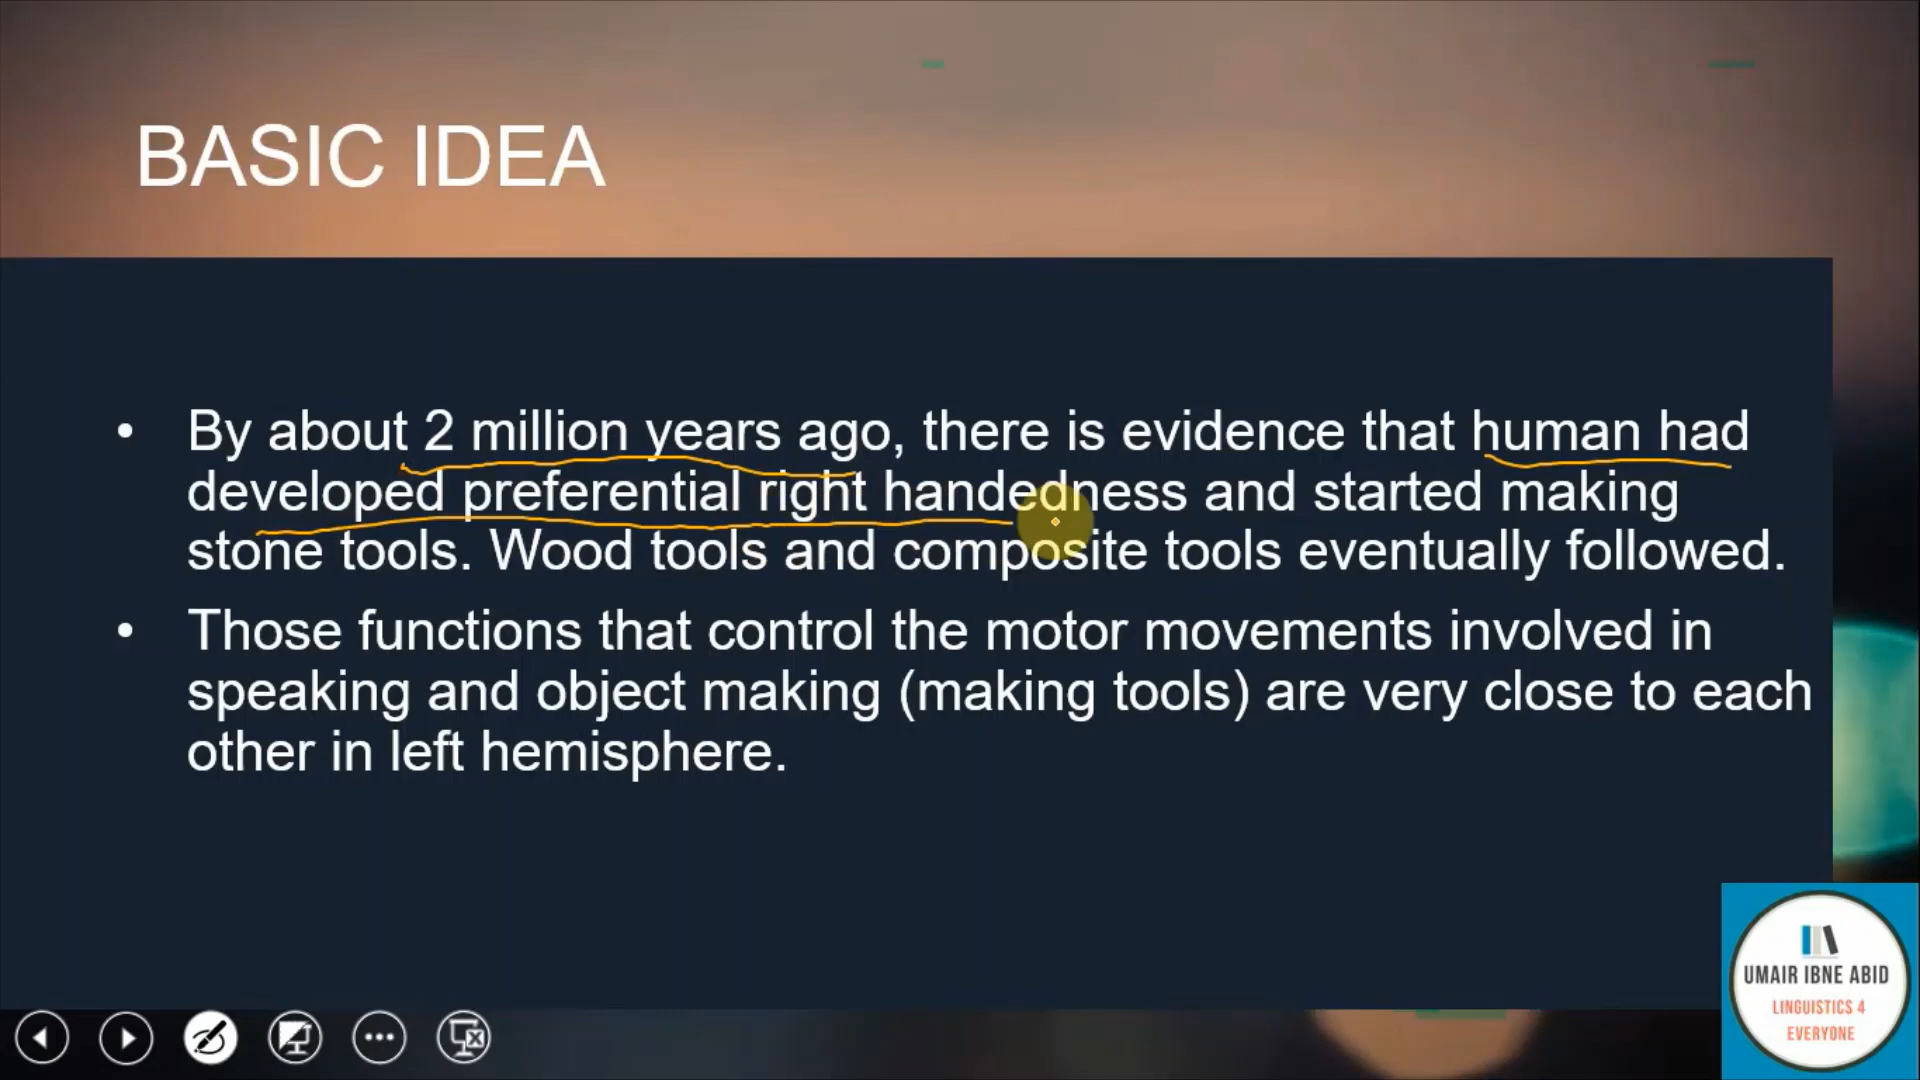 BASIC IDEA
• By about 2 million years ago, there is evidence that human had
developed preferential right handedness and started making
stone tools. Wood tools and composite tools eventually followed.
• Those functions that control the motor movements involved in
speaking and object making (making tools) are very close to each
other in left hemisphere.
UMAIR IBNE ABID
LINGUISTICS 4
EVERYONE